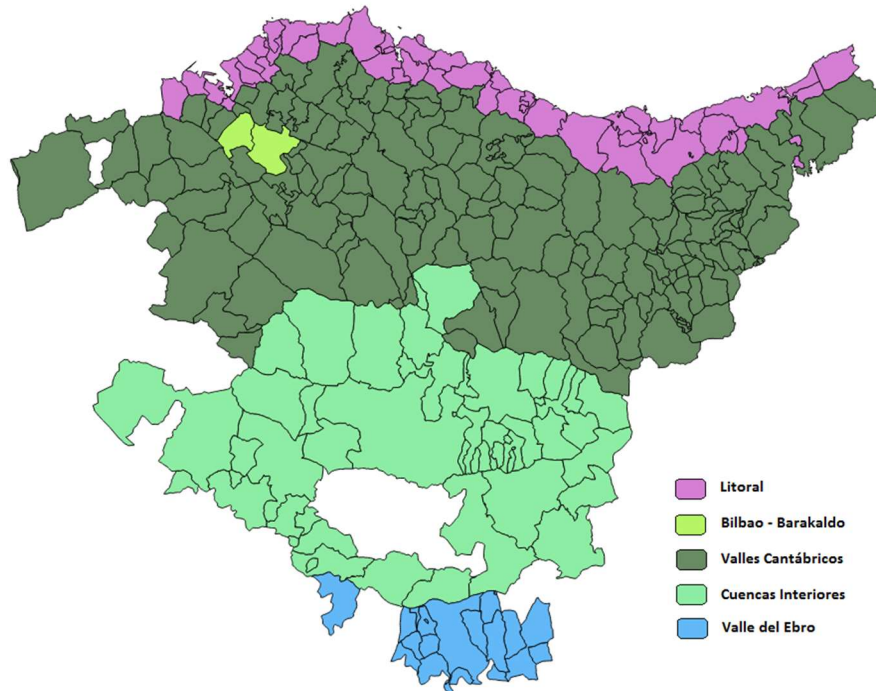 Litoral
Bilbao - Barakaldo
Valles Cantábricos
Cuencas Interiores
Valle del Ebro